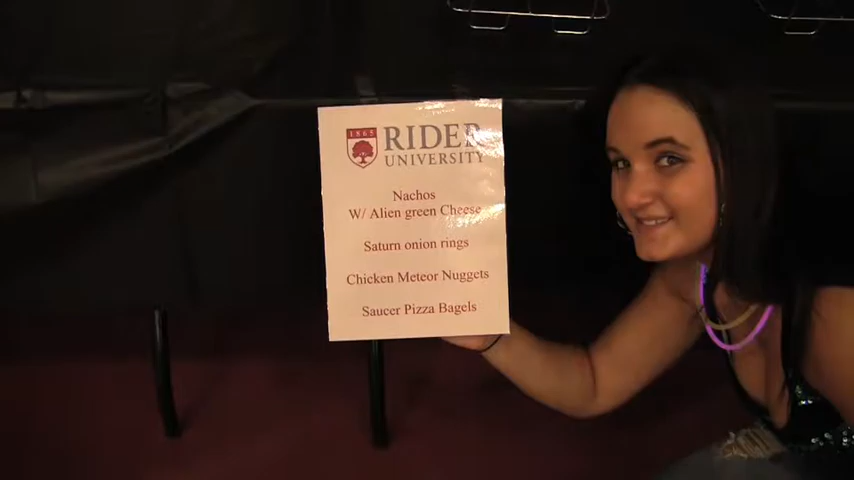 1865
RIDER
UNIVERSITY
Nachos
W/ Alien green Cheese
Saturn onion rings
Chicken Meteor Nuggets
Saucer Pizza Bagels